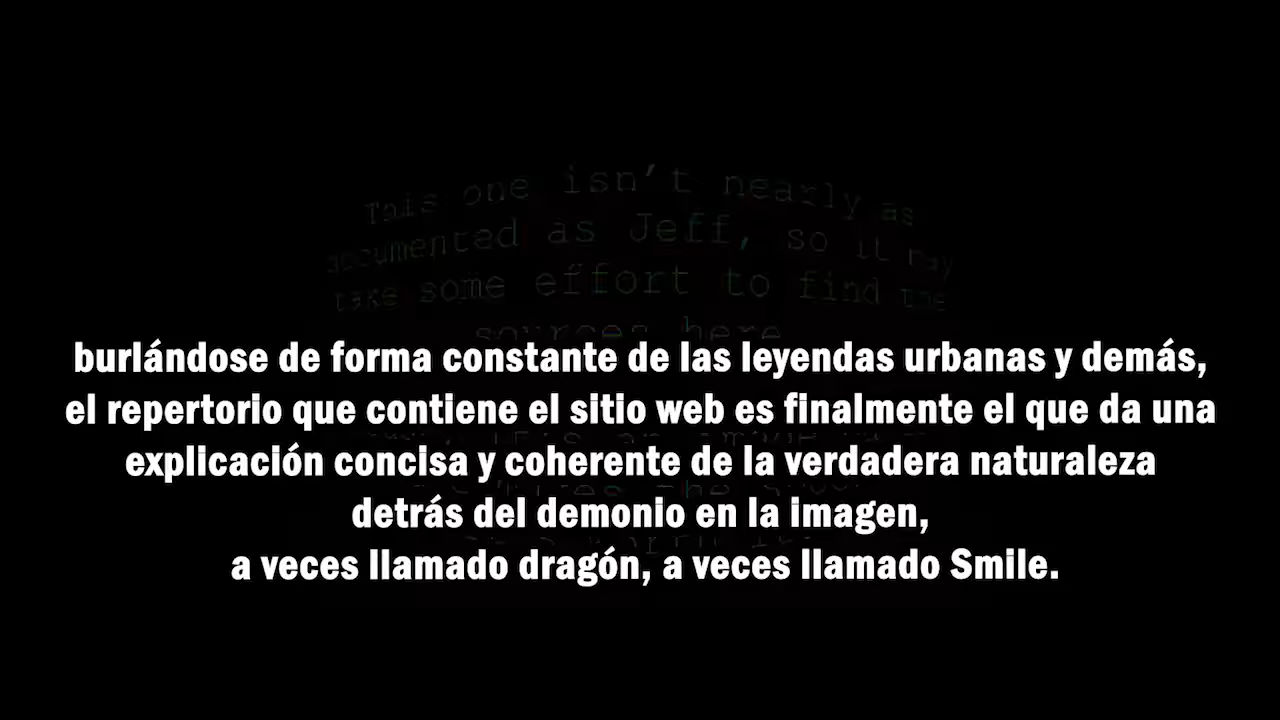 This one isn't nearly as
documented as Jeff, so it may
take some effort to find the
sources here
burlándose de forma constante de las leyendas urbanas y demás,
el repertorio que contiene el sitio web es finalmente el que da una
explicación concisa y coherente de la verdadera naturaleza
detrás del demonio en la imagen,
a veces llamado dragón, a veces llamado Smile.